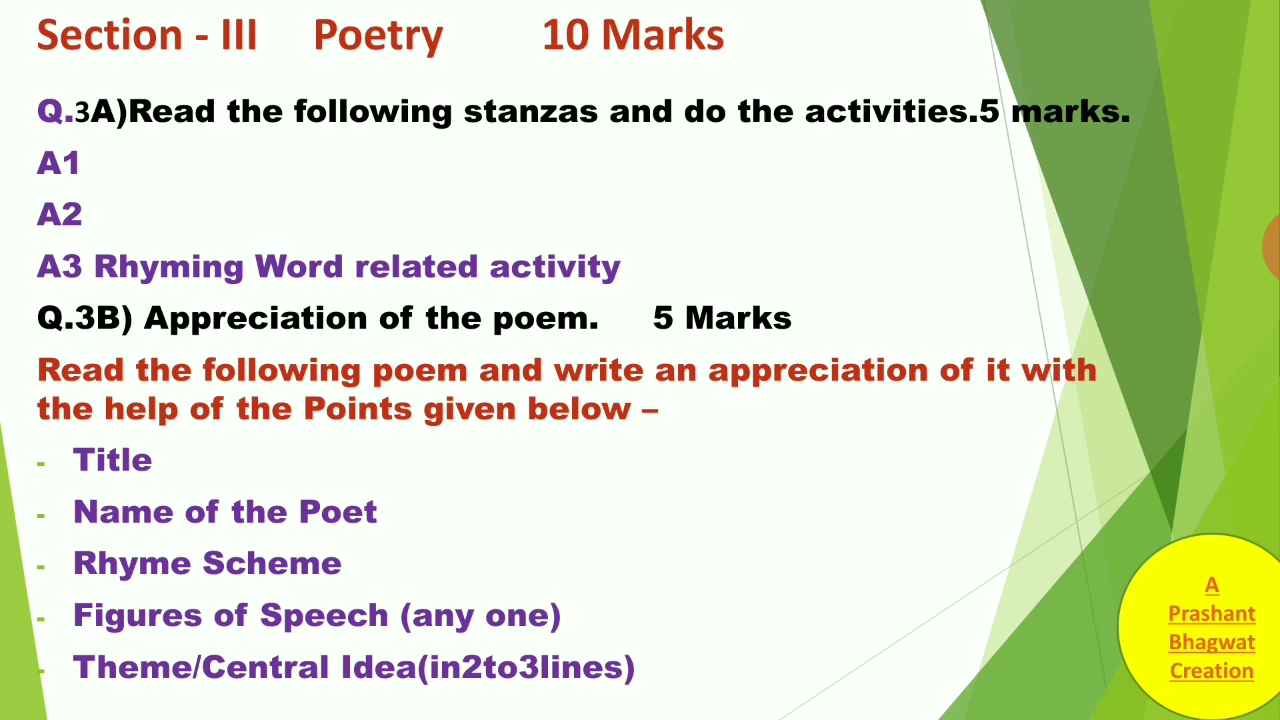 Section - III Poetry 10 Marks
Q.3A)Read the following stanzas and do the activities.5 marks.
A1
A2
A3 Rhyming Word related activity
Q.3B) Appreciation of the poem. 5 Marks
Read the following poem and write an appreciation of it with
the help of the Points given below –
- Title
- Name of the Poet
- Rhyme Scheme
- Figures of Speech (any one)
- Theme/Central Idea(in2to3lines)
A
Prashant
Bhagwat
Creation